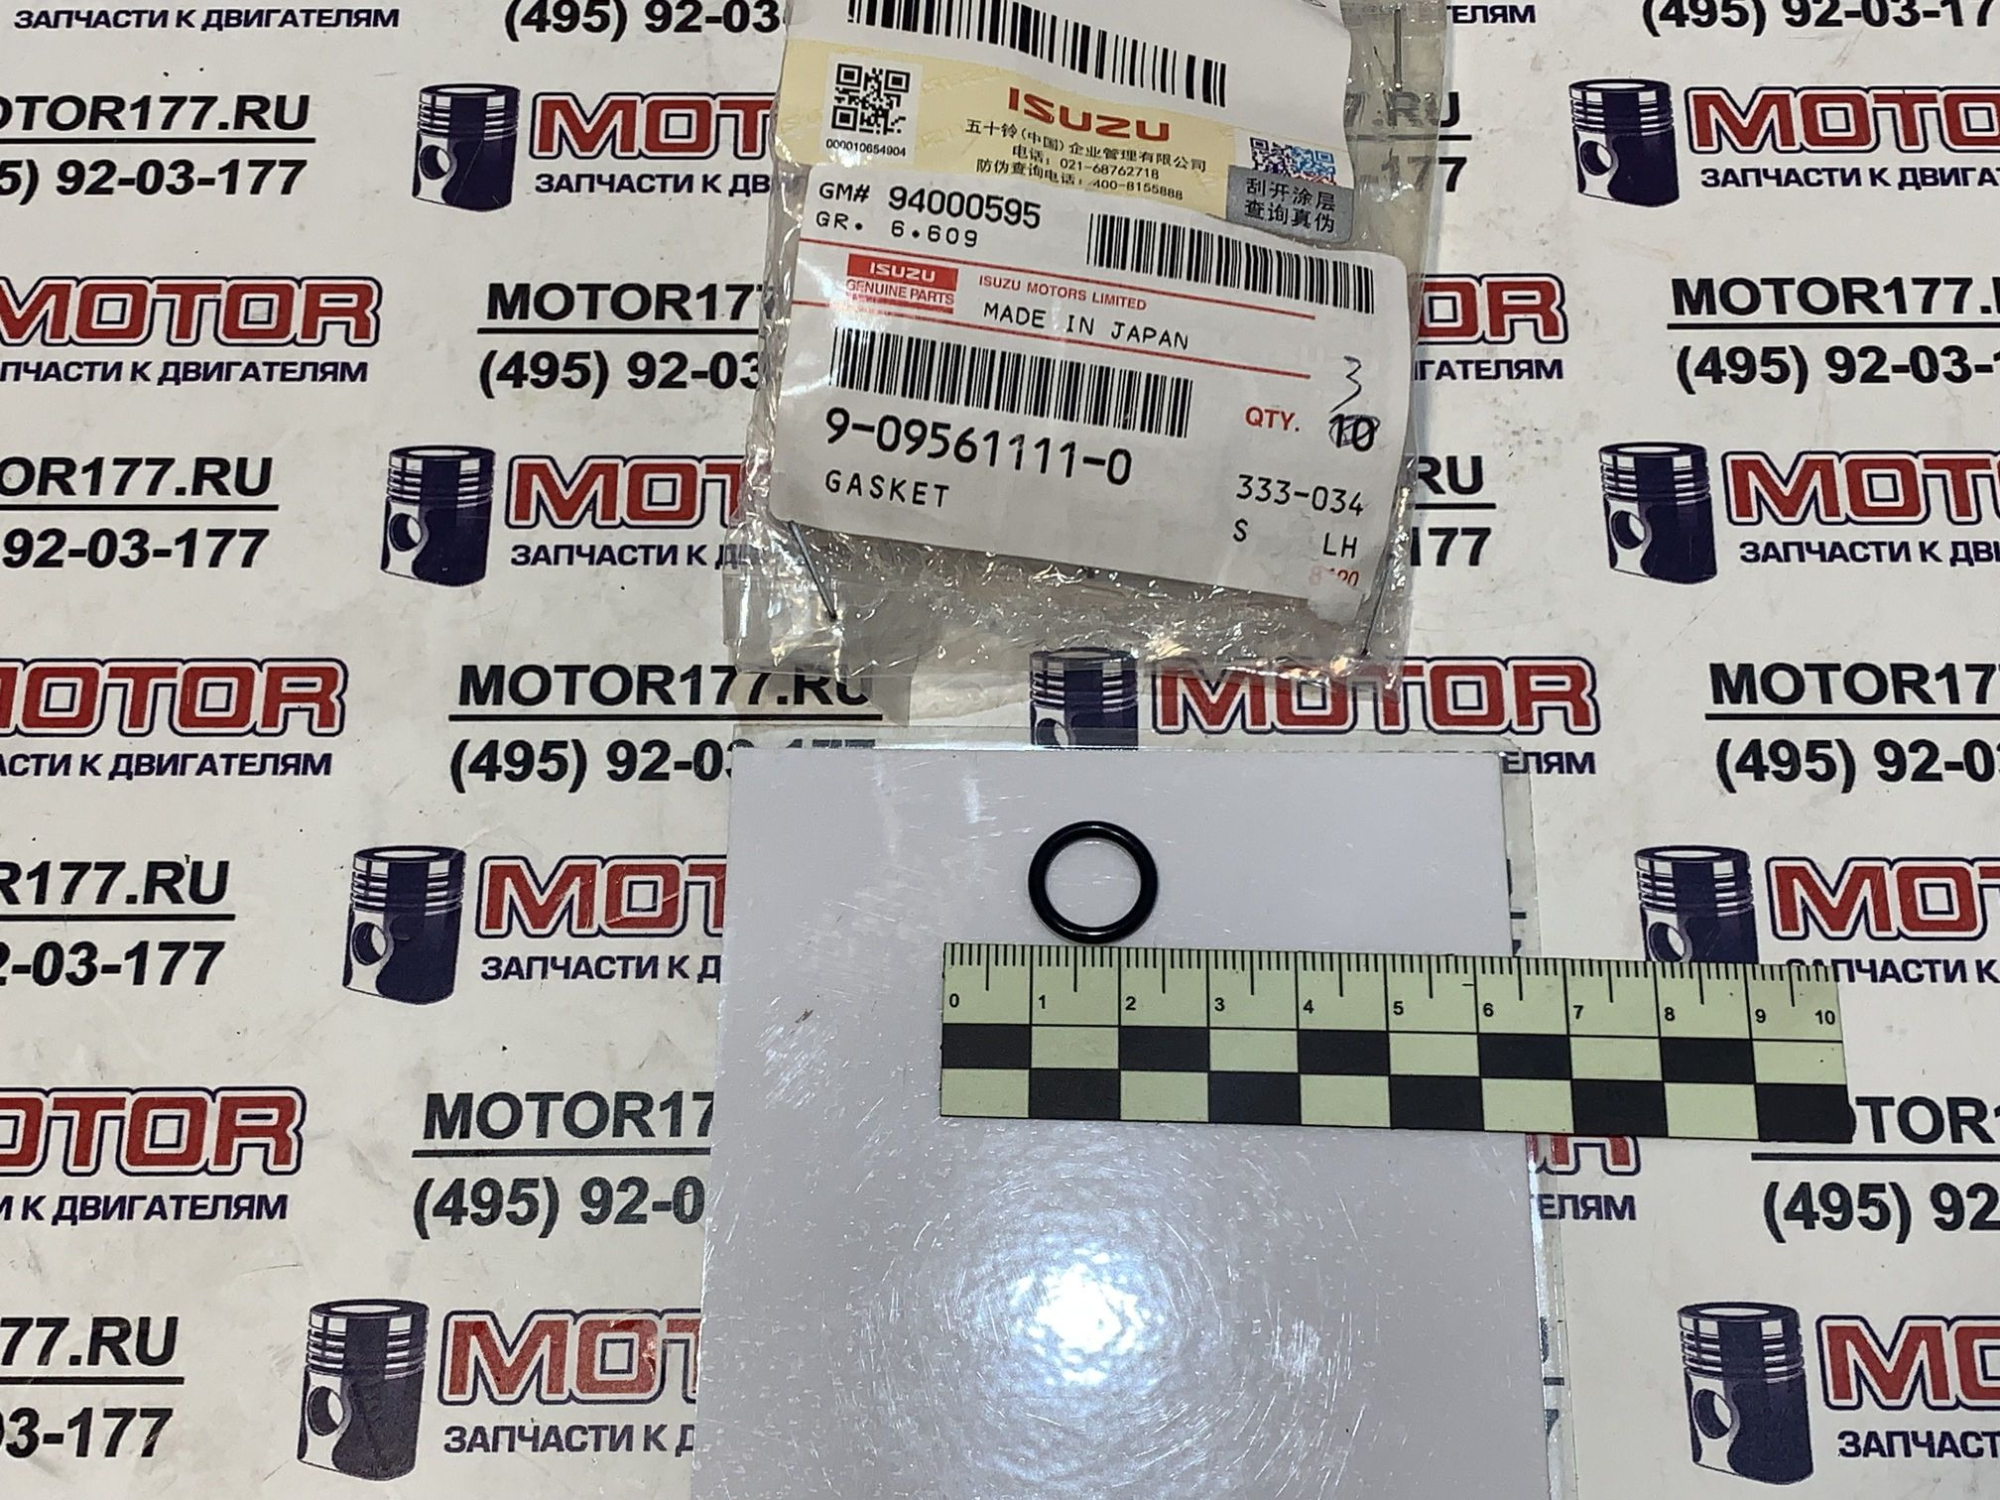 ISUZU
五十铃(中国)企业管理有限公司
电话: 021-68762718
防伪查询电话: 400-8155888
000010654904
刮开涂层
查询真伪
GM# 94000595
GR. 6.609
ISUZU
GENUINE PARTS
ISUZU MOTORS LIMITED
MADE IN JAPAN
3
QTY. 10
9-09561111-0
GASKET
333-034
S LH
0 1 2 3 4 5 6 7 8 9 10
MOTOR
ЗАПЧАСТИ К ДВИГАТЕЛЯМ
MOTOR177.RU
(495) 92-03-177